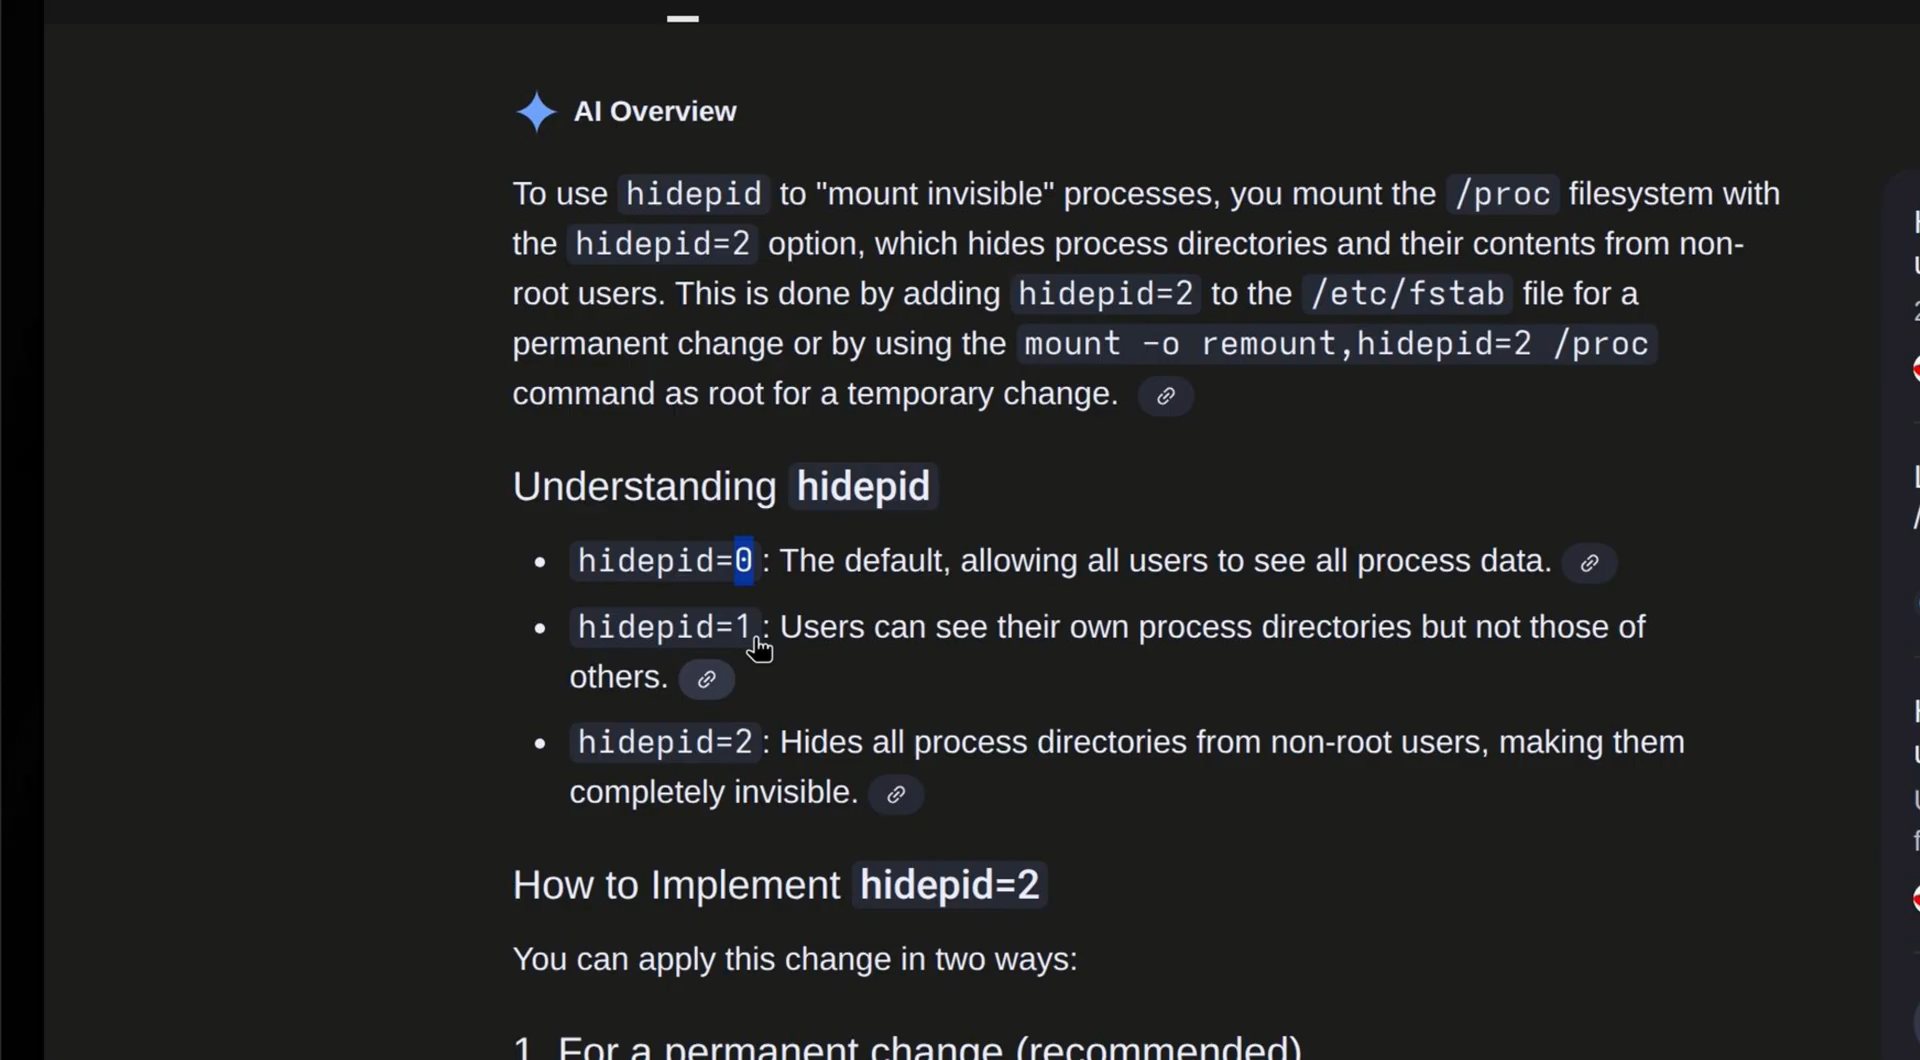 AI Overview
To use hidepid to "mount invisible" processes, you mount the /proc filesystem with
the hidepid=2 option, which hides process directories and their contents from non-
root users. This is done by adding hidepid=2 to the /etc/fstab file for a
permanent change or by using the mount -o remount,hidepid=2 /proc
command as root for a temporary change.
Understanding hidepid
• hidepid=0: The default, allowing all users to see all process data.
• hidepid=1: Users can see their own process directories but not those of
others.
• hidepid=2: Hides all process directories from non-root users, making them
completely invisible.
How to Implement hidepid=2
You can apply this change in two ways:
1. For a permanent change (recommended)